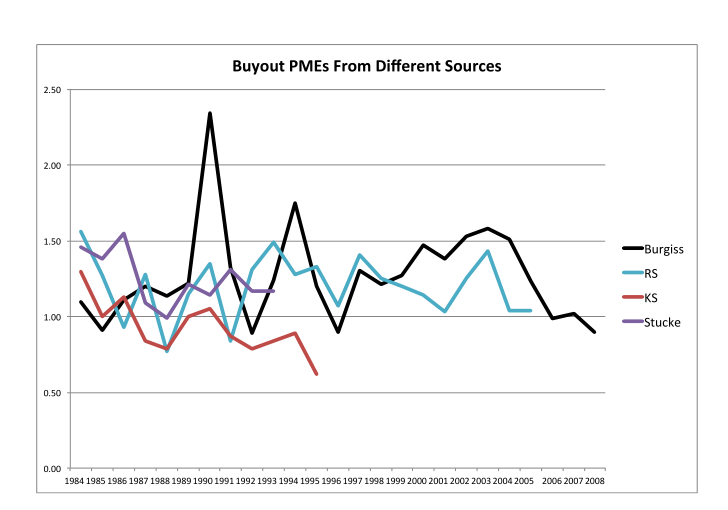 Buyout PMEs From Different Sources
2.50
2.00
1.50
1.00
0.50
0.00
1984 1985 1986 1987 1988 1989 1990 1991 1992 1993 1994 1995 1996 1997 1998 1999 2000 2001 2002 2003 2004 2005 2006 2007 2008
Burgiss
RS
KS
Stucke